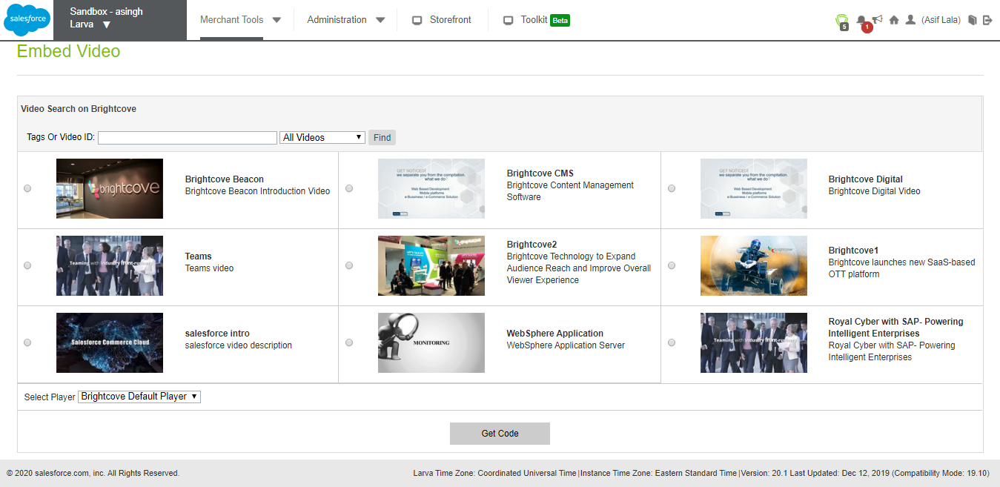 salesforce
Sandbox - asingh
Larva ▼
Merchant Tools
Administration
Storefront
Toolkit Beta
5
1
(Asif Lala)
Embed Video
Video Search on Brightcove
Tags Or Video ID:
All Videos
Find
brightcove
Brightcove Beacon
Brightcove Beacon Introduction Video
GET NOTICED!
we separate you from the compitation.
what we do?
Web Based Development
Mobile platforms
e-Bussiness / e-Commerce Solution
Brightcove CMS
Brightcove Content Management
Software
GET NOTICED!
we separate you from the compitation.
what we do?
Web Based Development
Mobile platforms
e-Bussiness / e-Commerce Solution
Brightcove Digital
Brightcove Digital Video
Teaming with Industry front-runners
Teams
Teams video
Brightcove2
Brightcove Technology to Expand
Audience Reach and Improve Overall
Viewer Experience
brightcove
Brightcove1
Brightcove launches new SaaS-based
OTT platform
Salesforce Commerce Cloud
salesforce intro
salesforce video description
MONITORING
WebSphere Application
WebSphere Application Server
Teaming with Industry front-runners
Royal Cyber with SAP- Powering
Intelligent Enterprises
Royal Cyber with SAP- Powering
Intelligent Enterprises
Select Player
Brightcove Default Player
Get Code
© 2020 salesforce.com, inc. All Rights Reserved.
Larva Time Zone: Coordinated Universal Time|Instance Time Zone: Eastern Standard Time|Version: 20.1 Last Updated: Dec 12, 2019 (Compatibility Mode: 19.10)